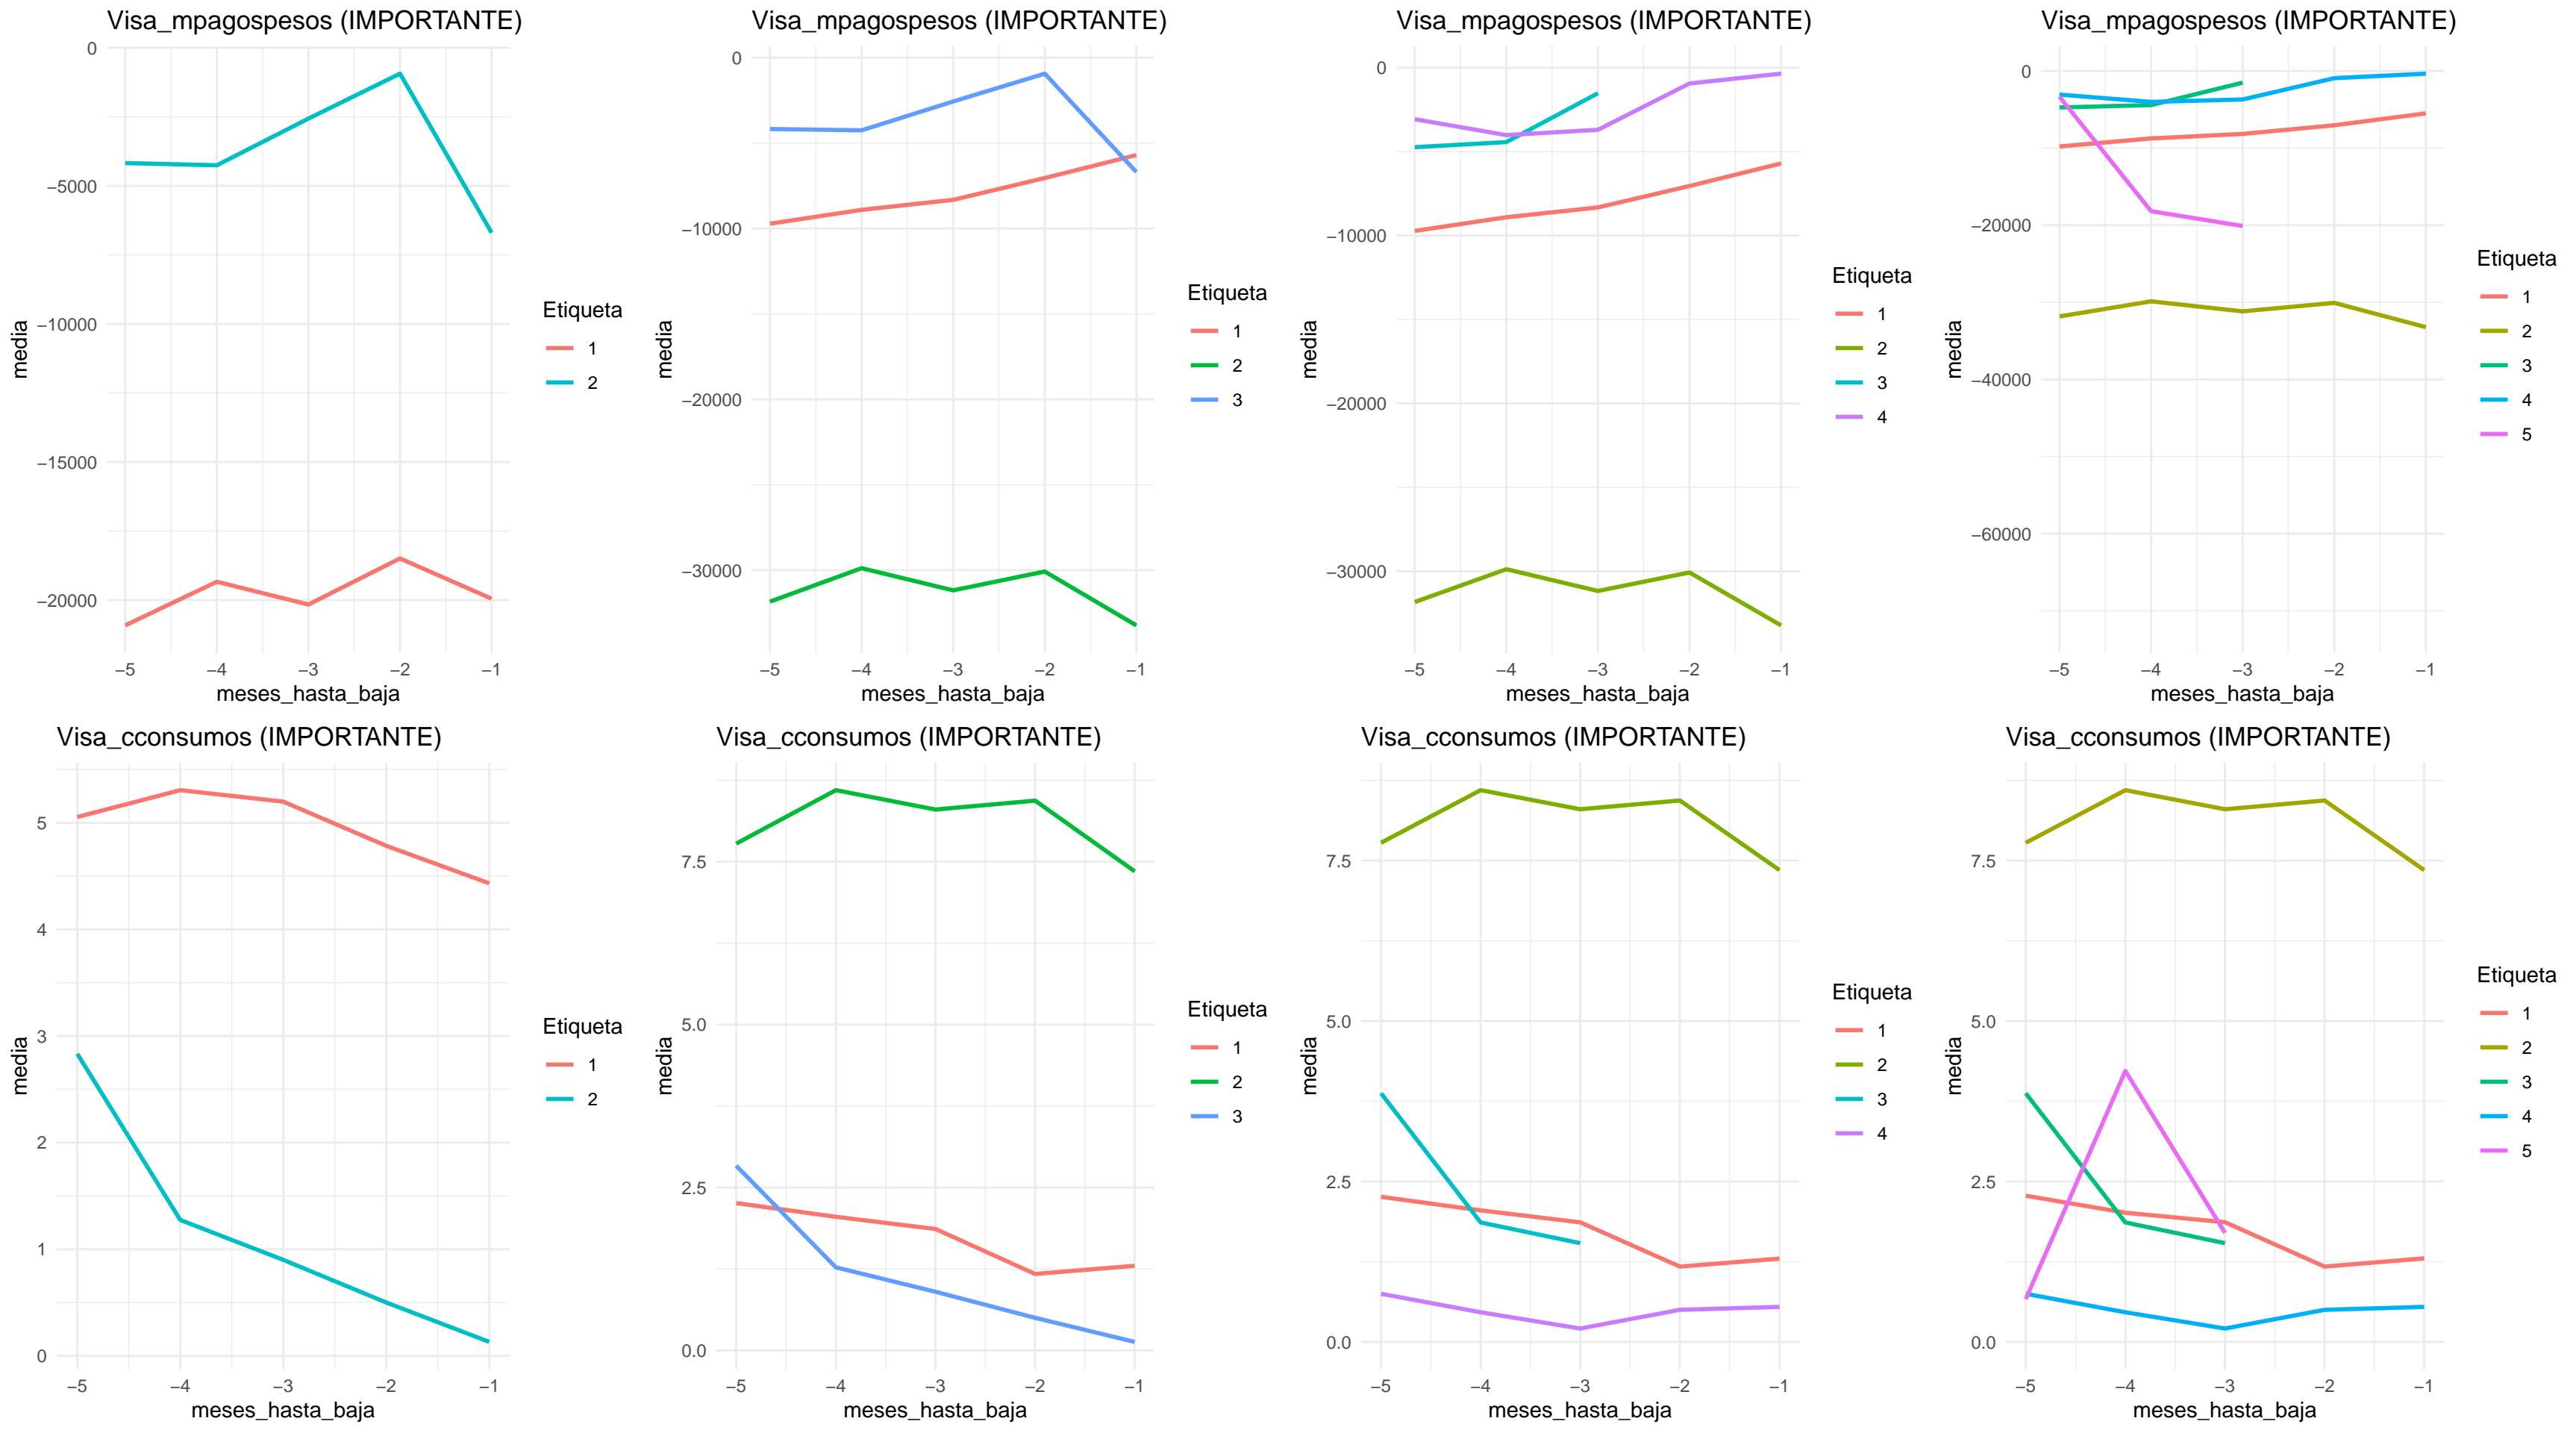 Visa_mpagospesos (IMPORTANTE)
0
−5000
−10000
−15000
−20000
media
−5 −4 −3 −2 −1
meses_hasta_baja
Etiqueta
1
2
Visa_mpagospesos (IMPORTANTE)
0
−10000
−20000
−30000
media
−5 −4 −3 −2 −1
meses_hasta_baja
Etiqueta
1
2
3
Visa_mpagospesos (IMPORTANTE)
0
−10000
−20000
−30000
media
−5 −4 −3 −2 −1
meses_hasta_baja
Etiqueta
1
2
3
4
Visa_mpagospesos (IMPORTANTE)
0
−20000
−40000
−60000
media
−5 −4 −3 −2 −1
meses_hasta_baja
Etiqueta
1
2
3
4
5
Visa_cconsumos (IMPORTANTE)
5
4
3
2
1
0
media
−5 −4 −3 −2 −1
meses_hasta_baja
Etiqueta
1
2
Visa_cconsumos (IMPORTANTE)
7.5
5.0
2.5
0.0
media
−5 −4 −3 −2 −1
meses_hasta_baja
Etiqueta
1
2
3
Visa_cconsumos (IMPORTANTE)
7.5
5.0
2.5
0.0
media
−5 −4 −3 −2 −1
meses_hasta_baja
Etiqueta
1
2
3
4
Visa_cconsumos (IMPORTANTE)
7.5
5.0
2.5
0.0
media
−5 −4 −3 −2 −1
meses_hasta_baja
Etiqueta
1
2
3
4
5